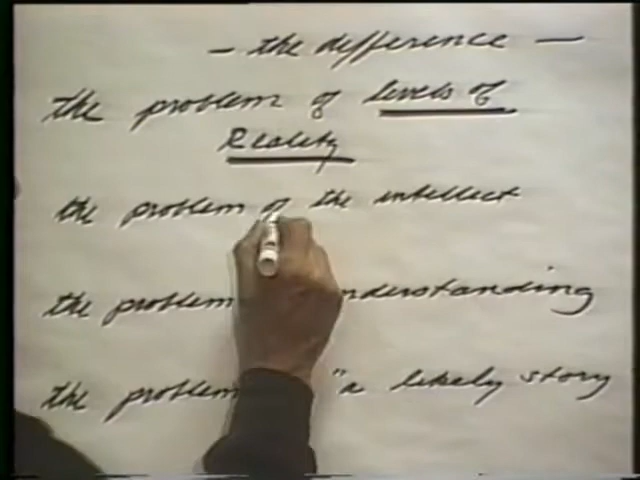 — the difference —
the problem of levels of
Reality
the problem of the intellect
the problem nderstanding
the problem "a likely story